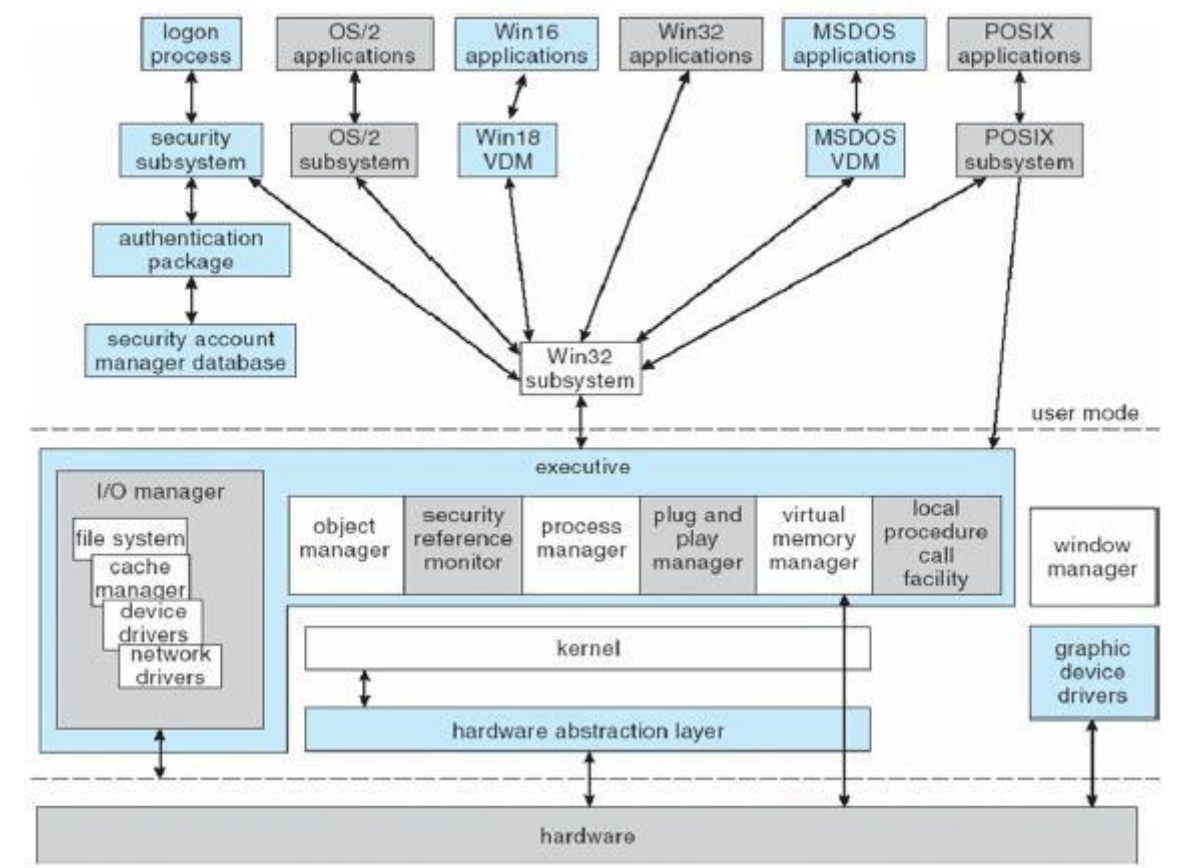 logon
process
OS/2
applications
Win16
applications
Win32
applications
MSDOS
applications
POSIX
applications
security
subsystem
OS/2
subsystem
Win18
VDM
MSDOS
VDM
POSIX
subsystem
authentication
package
security account
manager database
Win32
subsystem
user mode
executive
I/O manager
file system
cache
manager
device
drivers
network
drivers
object
manager
security
reference
monitor
process
manager
plug and
play
manager
virtual
memory
manager
local
procedure
call
facility
window
manager
kernel
graphic
device
drivers
hardware abstraction layer
hardware